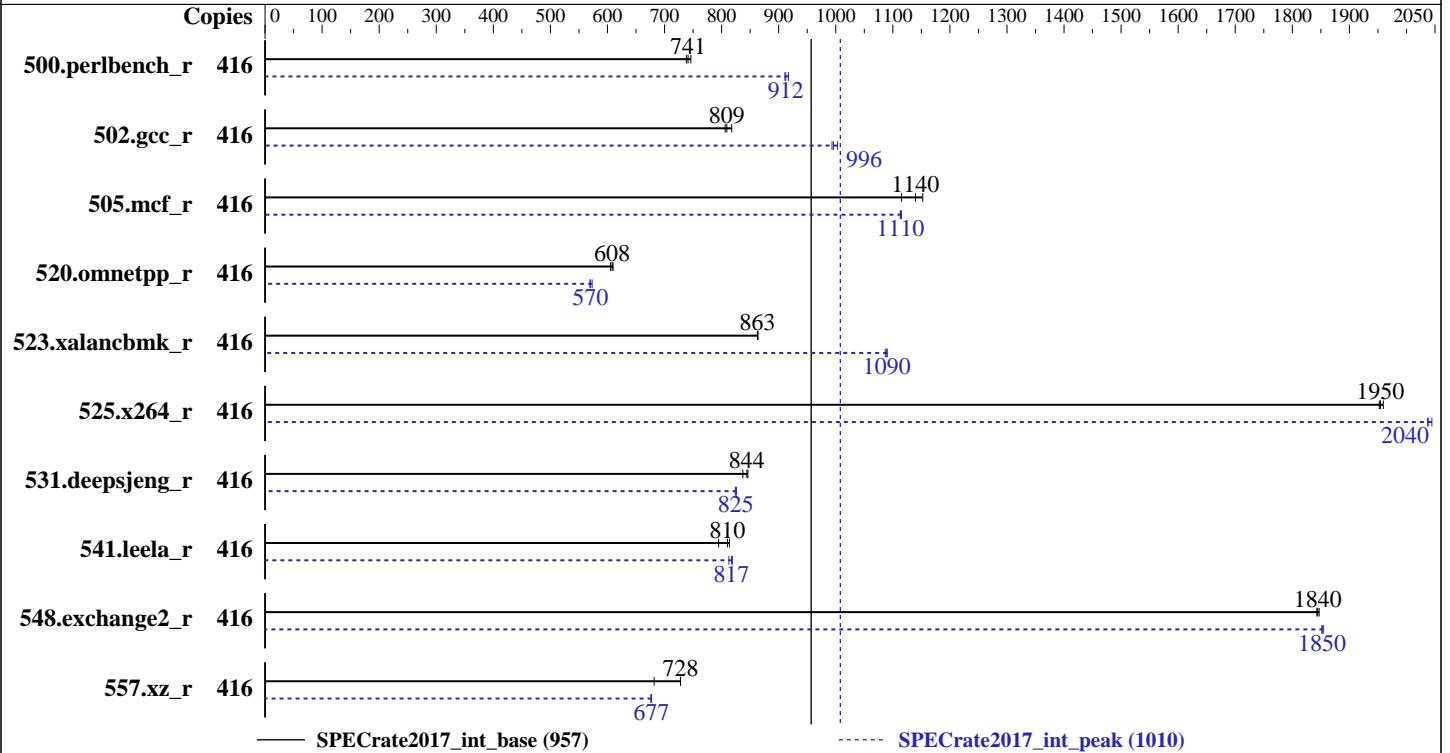 Copies 0 100 200 300 400 500 600 700 800 900 1000 1100 1200 1300 1400 1500 1600 1700 1800 1900 2050
741
500.perlbench_r 416
912
809
502.gcc_r 416
996
1140
505.mcf_r 416
1110
608
520.omnetpp_r 416
570
863
523.xalancbmk_r 416
1090
1950
525.x264_r 416
2040
844
531.deepsjeng_r 416
825
810
541.leela_r 416
817
1840
548.exchange2_r 416
1850
728
557.xz_r 416
677
SPECrate2017_int_base (957) SPECrate2017_int_peak (1010)